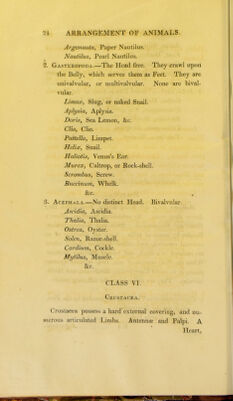 24 ARRANGEMENT OF ANIMALS.
Argonauta, Paper Nautilus.
Nautilus, Pearl Nautilus.
2. GASTEROPODA.—The Head free. They crawl upon
the Belly, which serves them as Feet. They are
univalvular, or multivalvular. None are bival-
vular.
Limax, Slug, or naked Snail.
Aplysia, Aplysia.
Doris, Sea Lemon, &c.
Clio, Clio.
Patella, Limpet.
Helix, Snail.
Haliotis, Venus's Ear.
Murex, Caltrop, or Rock-shell.
Strombus, Screw.
Buccinum, Whelk.
&c.
3. ACEPHALA.—No distinct Head. Bivalvular.
Ascidia, Ascidia.
Thalia, Thalia.
Ostrea, Oyster.
Solen, Razor-shell.
Cardium, Cockle.
Mytilus, Muscle.
&c.
CLASS VI.
CRUSTACEA.
Crustacea possess a hard external covering, and nu-
merous articulated Limbs. Antennæ and Palpi. A
Heart,